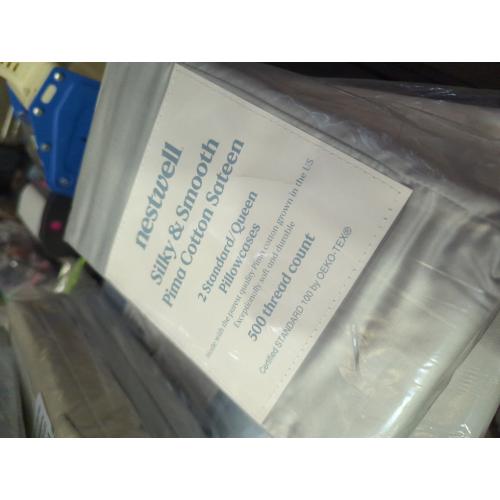 nestwell
Silky & Smooth
Pima Cotton Sateen
2 Standard/Queen
Pillowcases
Made with the purest quality Pima cotton grown in the US
Exceptionally soft and durable
500 thread count
Certified STANDARD 100 by OEKO-TEX®